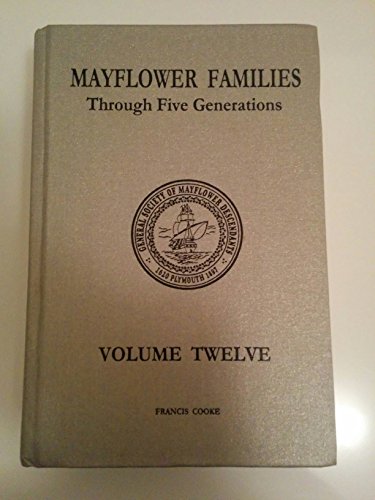 MAYFLOWER FAMILIES
Through Five Generations
GENERAL SOCIETY OF MAYFLOWER DESCENDANTS
1620 PLYMOUTH 1897
VOLUME TWELVE
FRANCIS COOKE